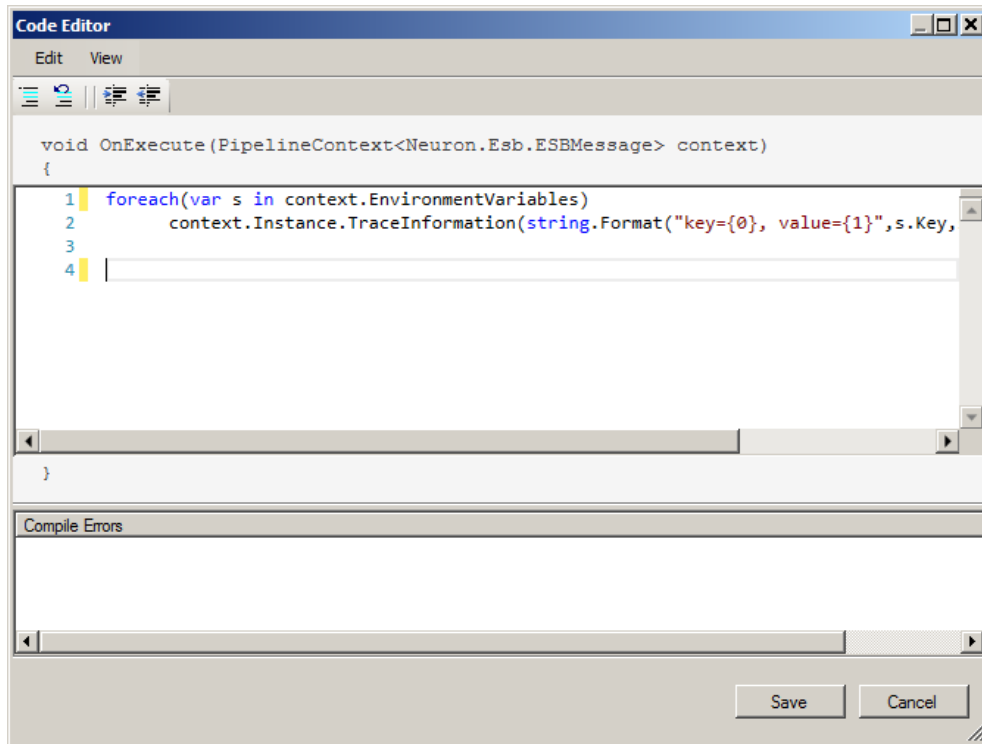 Code Editor
Edit View
void OnExecute(PipelineContext<Neuron.Esb.ESBMessage> context)
{
1 foreach(var s in context.EnvironmentVariables)
2 context.Instance.TraceInformation(string.Format("key={0}, value={1}",s.Key,
3
4
}
Compile Errors
Save Cancel